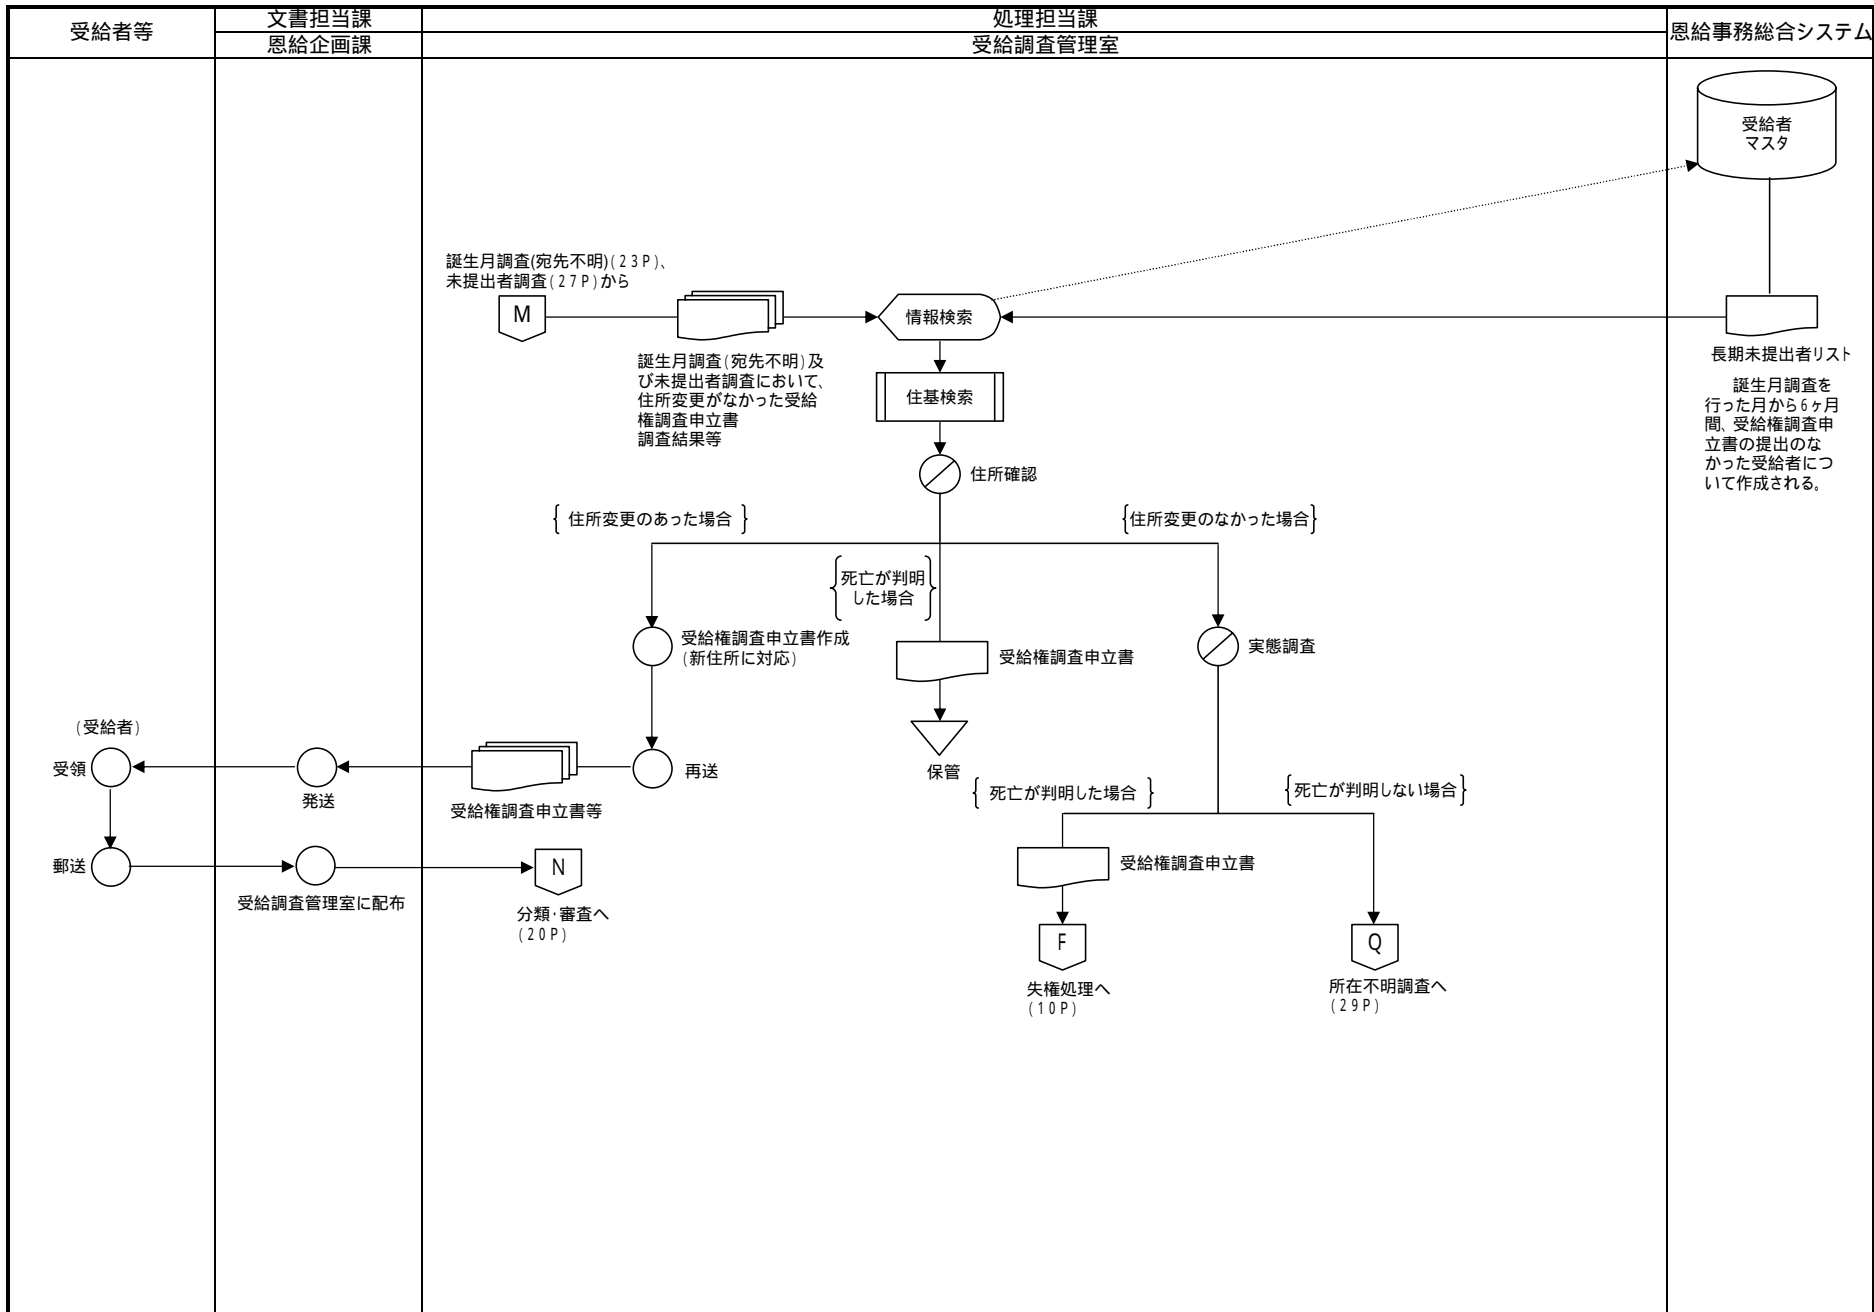 受給者等
文書担当課
恩給企画課
処理担当課
受給調査管理室
恩給事務総合システム
受給者
マスタ
誕生月調査(宛先不明)(23P)、
未提出者調査(27P)から
M
情報検索
誕生月調査(宛先不明)及
び未提出者調査において、
住所変更がなかった受給
権調査申立書
調査結果等
長期未提出者リスト
誕生月調査を
行った月から6ヶ月
間、受給権調査申
立書の提出のな
かった受給者につ
いて作成される。
住基検索
住所確認
住所変更のあった場合
住所変更のなかった場合
死亡が判明
した場合
受給権調査申立書作成
(新住所に対応)
受給権調査申立書
実態調査
(受給者)
受領
発送
受給権調査申立書等
再送
保管
死亡が判明した場合
死亡が判明しない場合
郵送
受給調査管理室に配布
N
分類・審査へ
(20P)
受給権調査申立書
F
失権処理へ
(10P)
Q
所在不明調査へ
(29P)